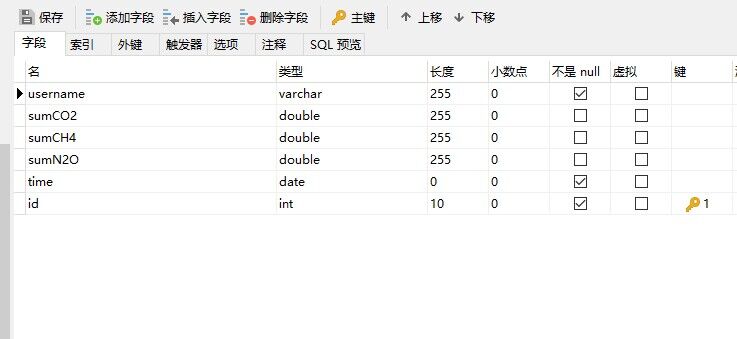 保存 添加字段 插入字段 删除字段 主键 上移 下移
字段 索引 外键 触发器 选项 注释 SQL 预览
名 类型 长度 小数点 不是 null 虚拟 键
username varchar 255 0
sumCO2 double 255 0
sumCH4 double 255 0
sumN2O double 255 0
time date 0 0
id int 10 0 1